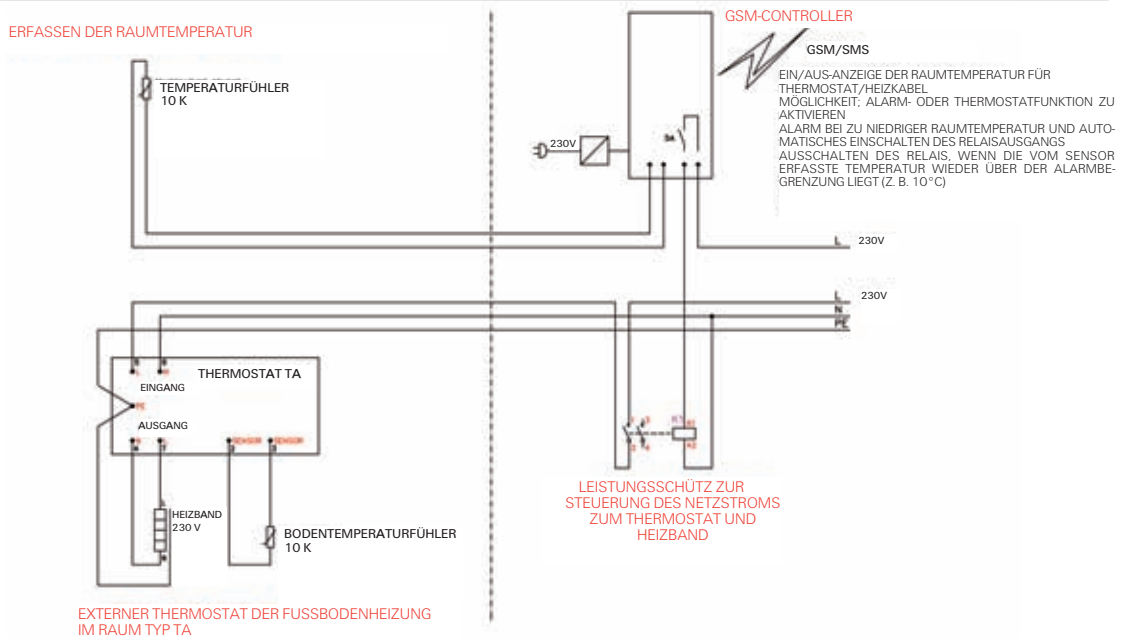 ERFASSEN DER RAUMTEMPERATUR
GSM-CONTROLLER
GSM/SMS
TEMPERATURFÜHLER
10 K
EIN/AUS-ANZEIGE DER RAUMTEMPERATUR FÜR
THERMOSTAT/HEIZKABEL
MÖGLICHKEIT; ALARM- ODER THERMOSTATFUNKTION ZU
AKTIVIEREN
ALARM BEI ZU NIEDRIGER RAUMTEMPERATUR UND AUTO-
MATISCHES EINSCHALTEN DES RELAISAUSGANGS
AUSSCHALTEN DES RELAIS, WENN DIE VOM SENSOR
ERFASSTE TEMPERATUR WIEDER ÜBER DER ALARMBE-
GRENZUNG LIEGT (Z. B. 10°C)
230V
L 230V
L 230V
N
PE
THERMOSTAT TA
EINGANG
PE
AUSGANG
SENSOR SENSOR
HEIZBAND
230 V
BODENTEMPERATURFÜHLER
10 K
LEISTUNGSSCHÜTZ ZUR
STEUERUNG DES NETZSTROMS
ZUM THERMOSTAT UND
HEIZBAND
EXTERNER THERMOSTAT DER FUSSBODENHEIZUNG
IM RAUM TYP TA